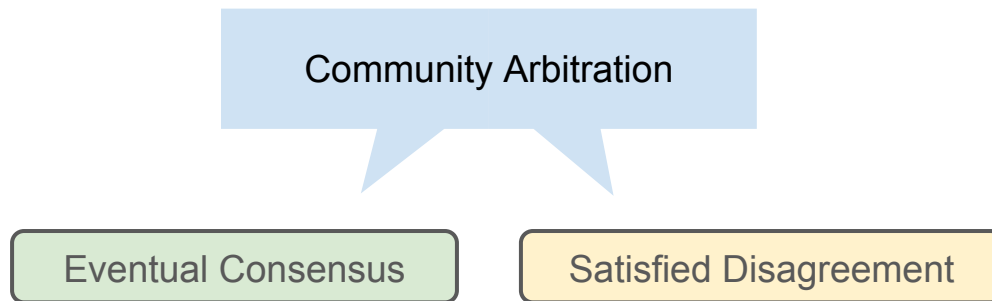 Community Arbitration
Eventual Consensus
Satisfied Disagreement